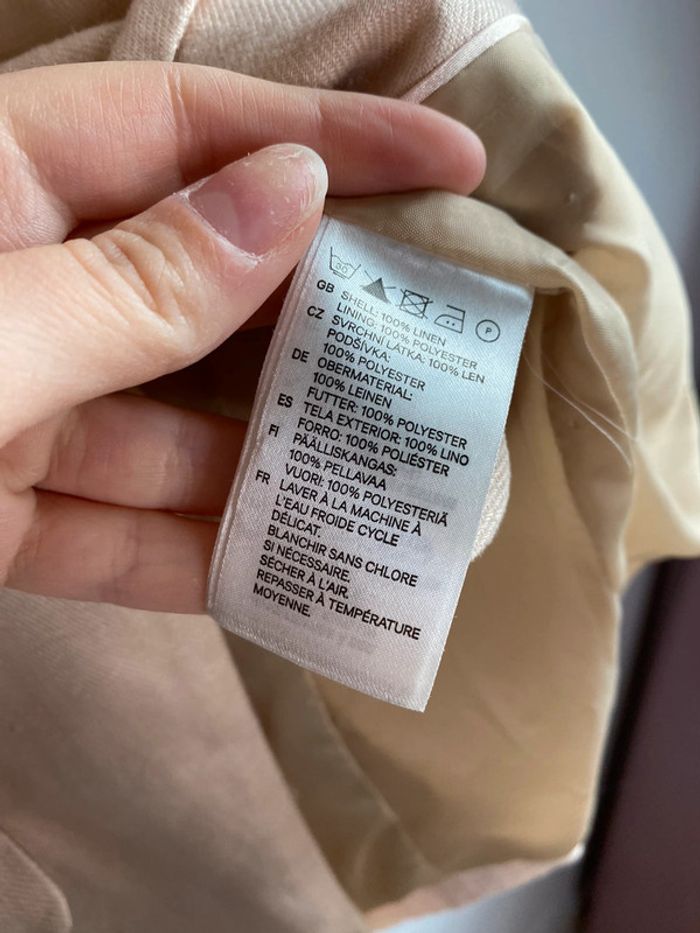 30
P
GB SHELL: 100% LINEN
LINING: 100% POLYESTER
CZ SVRCHNÍ LÁTKA: 100% LEN
PODŠÍVKA:
100% POLYESTER
DE OBERMATERIAL:
100% LEINEN
FUTTER: 100% POLYESTER
ES TELA EXTERIOR: 100% LINO
FORRO: 100% POLIÉSTER
FI PÄÄLLISKANGAS:
100% PELLAVAA
VUORI: 100% POLYESTERIÄ
FR LAVER À LA MACHINE À
L'EAU FROIDE CYCLE
DÉLICAT.
BLANCHIR SANS CHLORE
SI NÉCESSAIRE.
SÉCHER À L'AIR.
REPASSER À TEMPÉRATURE
MOYENNE.